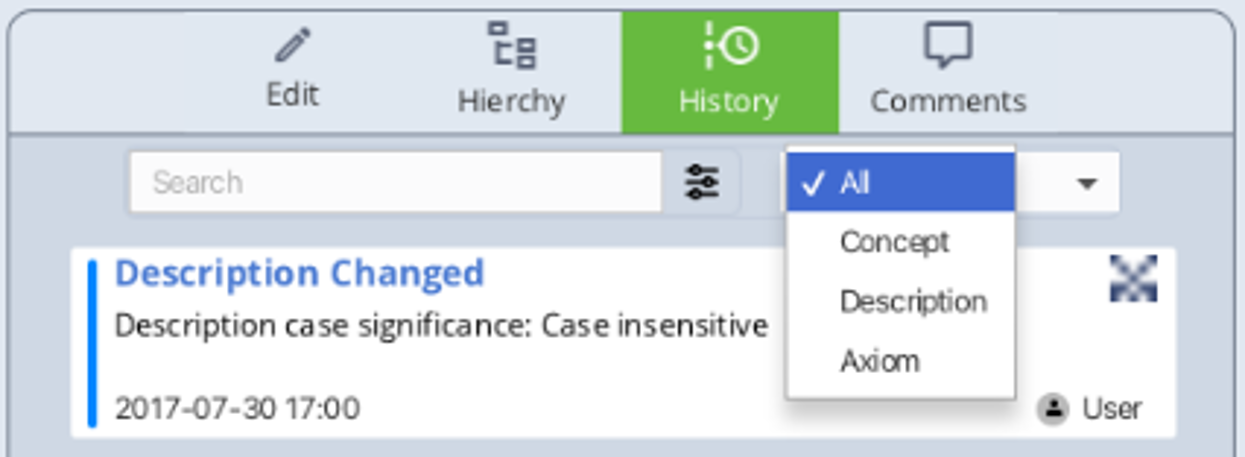 Edit
Hierchy
History
Comments
Search
All
Concept
Description
Axiom
Description Changed
Description case significance: Case insensitive
2017-07-30 17:00
User